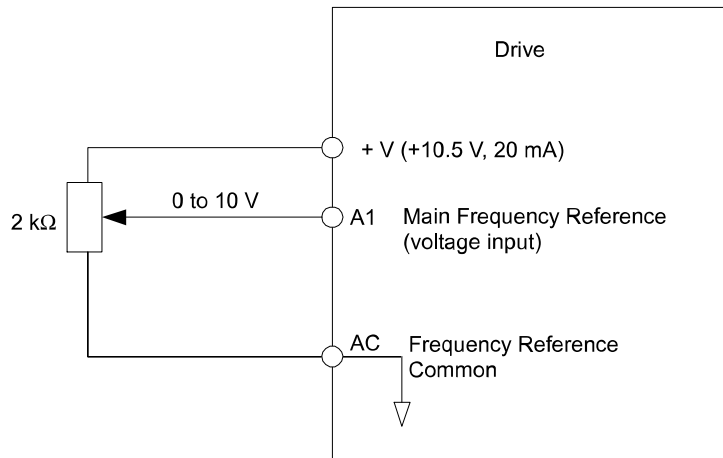 Drive
+ V (+10.5 V, 20 mA)
0 to 10 V
2 kΩ
A1 Main Frequency Reference
(voltage input)
AC Frequency Reference
Common